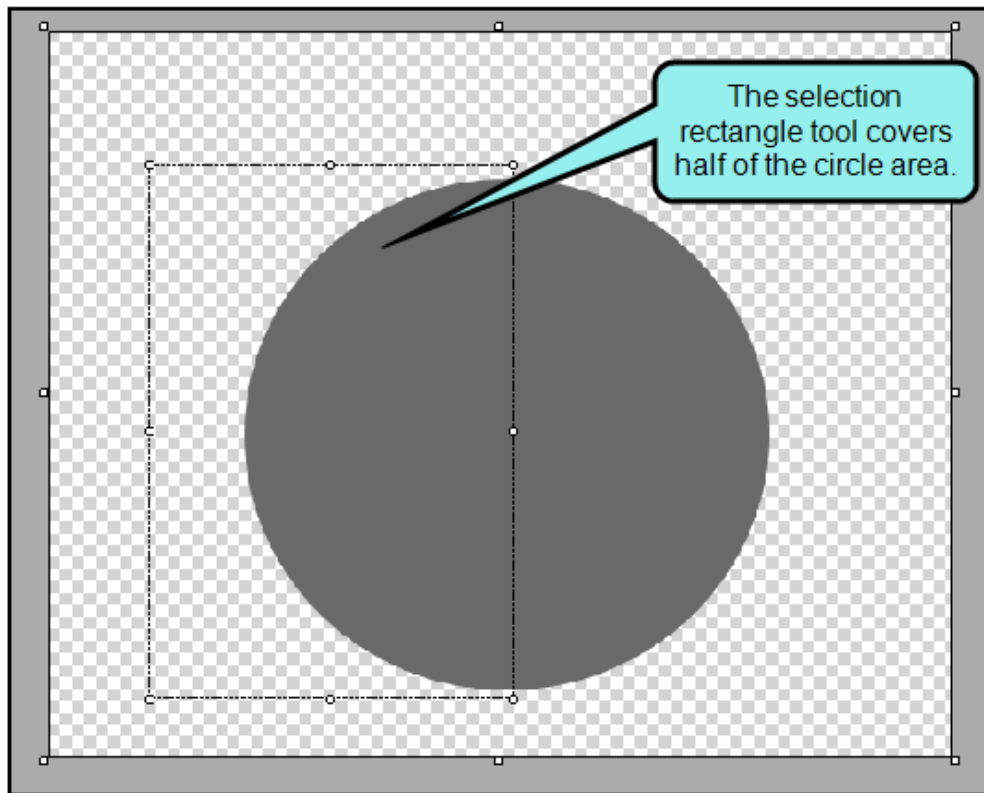 The selection
rectangle tool covers
half of the circle area.